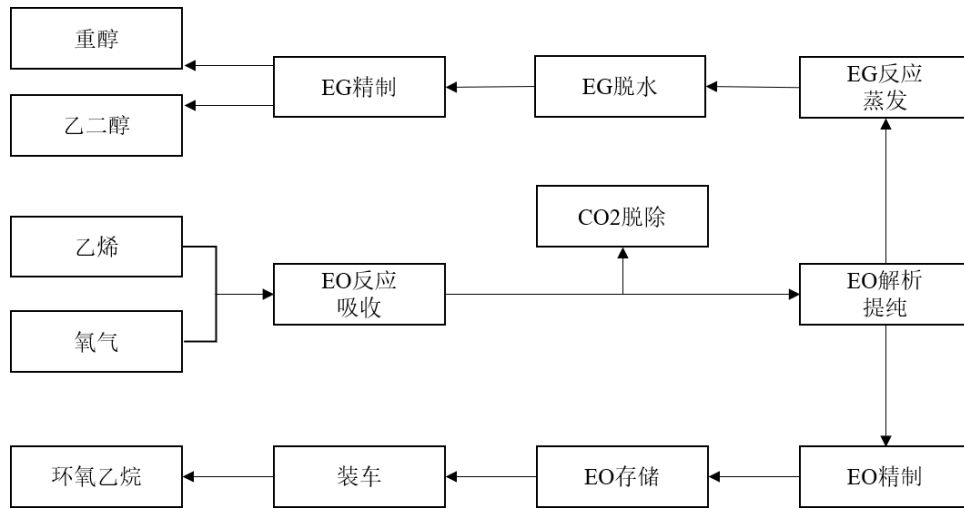 重醇
EG精制
EG脱水
EG反应
蒸发
乙二醇
CO2脱除
乙烯
EO反应
吸收
EO解析
提纯
氧气
环氧乙烷
装车
EO存储
EO精制